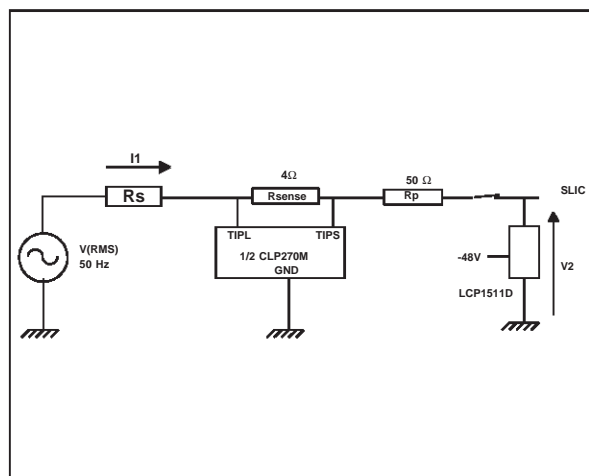 I1
Rs
4Ω
Rsense
50 Ω
Rp
SLIC
TIPL
TIPS
1/2 CLP270M
GND
V(RMS)
50 Hz
-48V
V2
LCP1511D